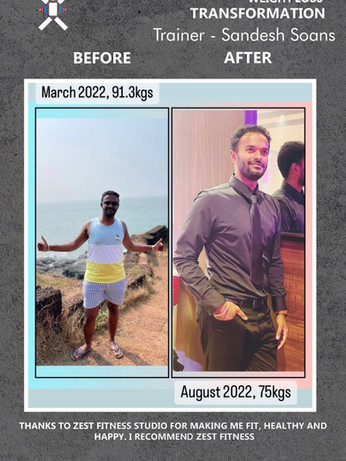 WEIGHT LOSS
TRANSFORMATION
Trainer - Sandesh Soans
BEFORE AFTER
March 2022, 91.3kgs
August 2022, 75kgs
THANKS TO ZEST FITNESS STUDIO FOR MAKING ME FIT, HEALTHY AND
HAPPY. I RECOMMEND ZEST FITNESS